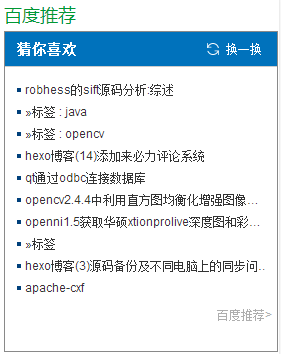 百度推荐
猜你喜欢 换一换
robhess的sift源码分析:综述
»标签 : java
»标签 : opencv
hexo博客(14)添加来必力评论系统
qt通过odbc连接数据库
opencv2.4.4中利用直方图均衡化增强图像…
openni1.5获取华硕xtionprolive深度图和彩…
»标签
hexo博客(3)源码备份及不同电脑上的同步问…
apache-cxf
百度推荐>